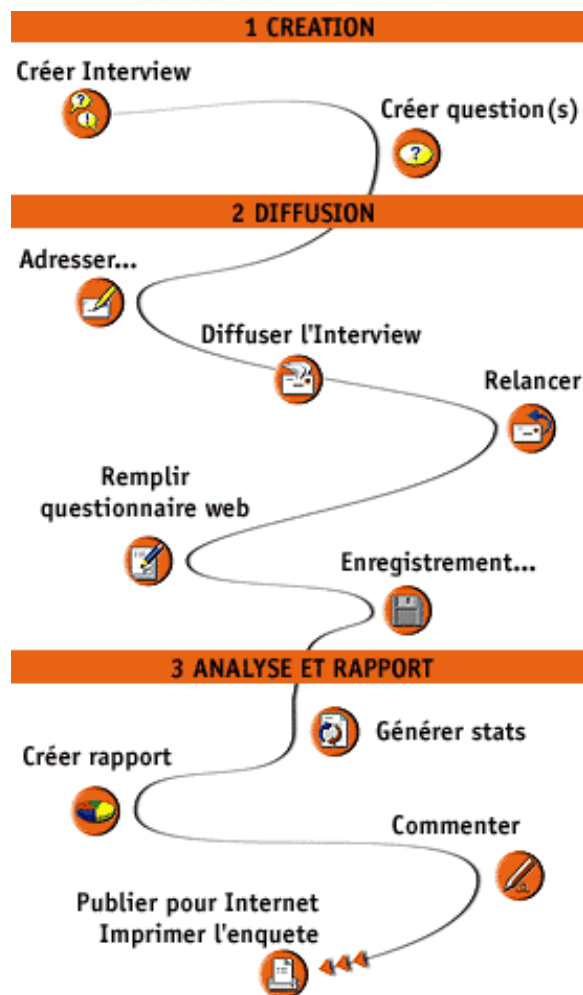 1 CREATION
Créer Interview
Créer question(s)
2 DIFFUSION
Adresser...
Diffuser l'Interview
Relancer
Remplir
questionnaire web
Enregistrement...
3 ANALYSE ET RAPPORT
Générer stats
Créer rapport
Commenter
Publier pour Internet
Imprimer l'enquete